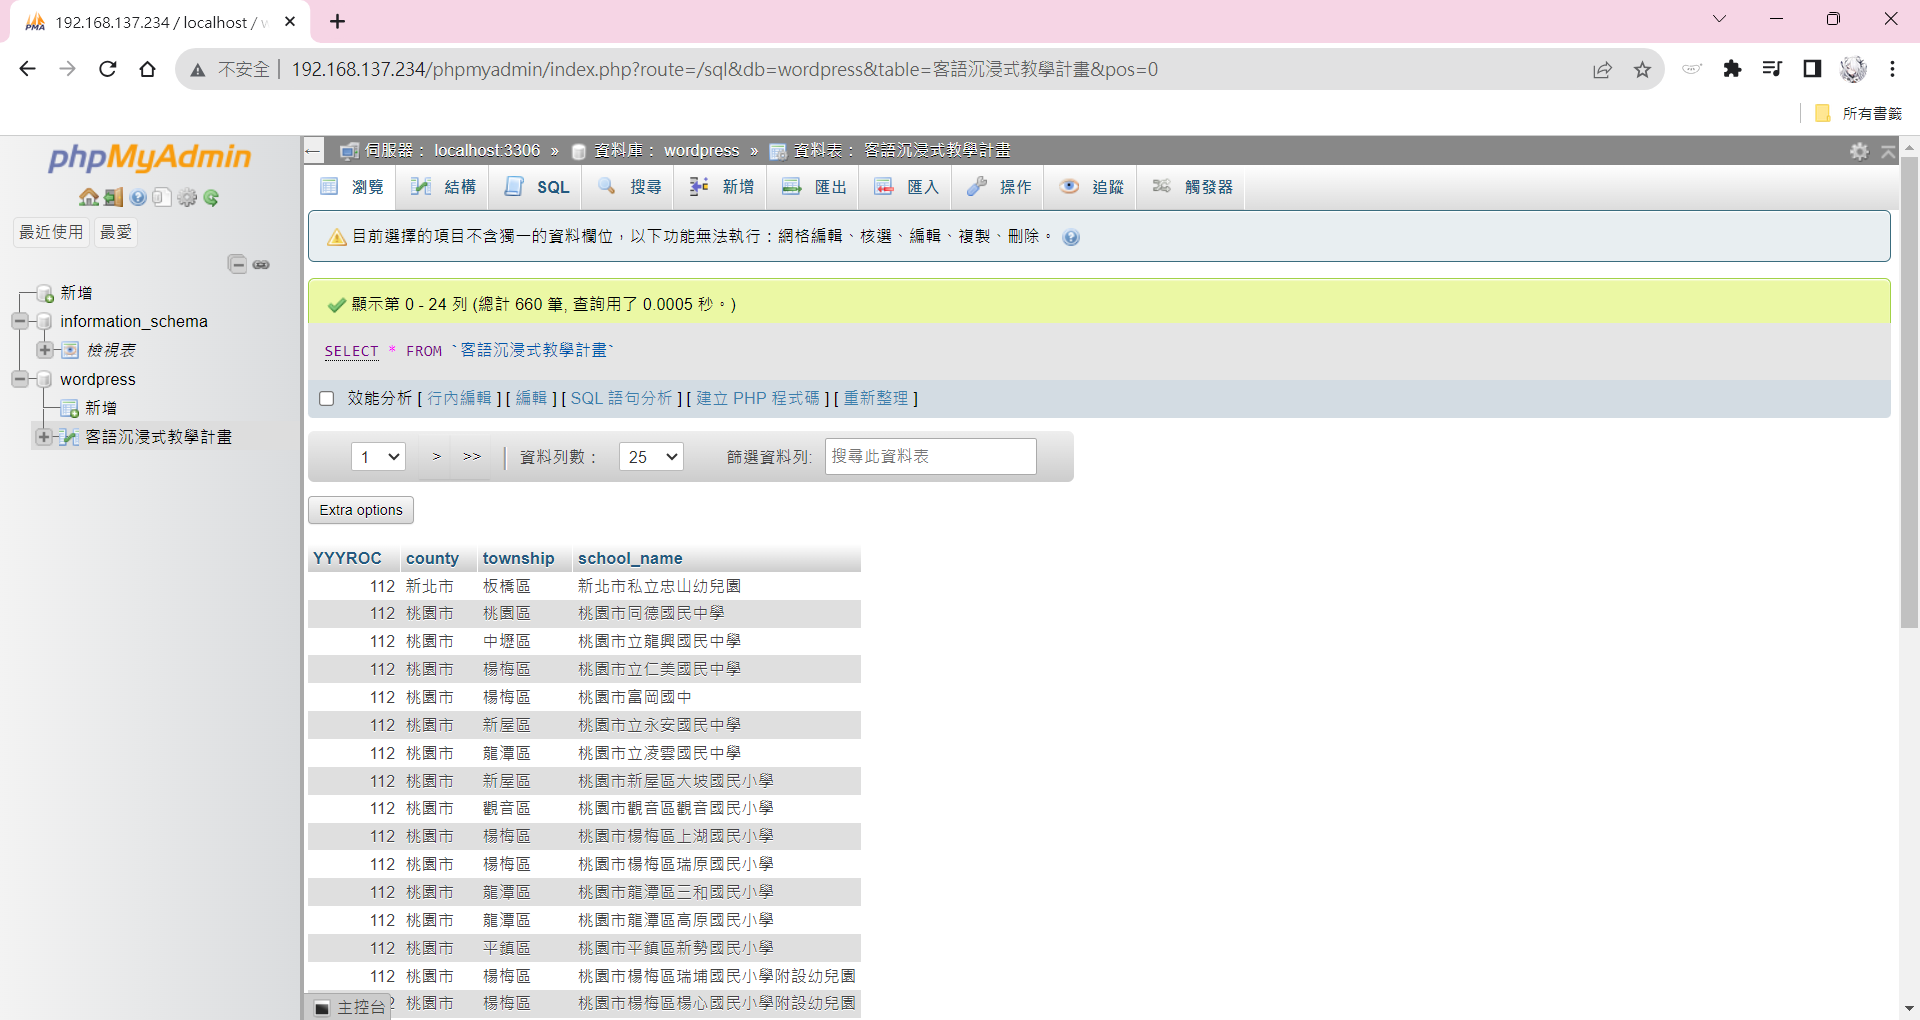 192.168.137.234 / localhost / w
不安全 192.168.137.234/phpmyadmin/index.php?route=/sql&db=wordpress&table=客語沉浸式教學計畫&pos=0
所有書籤
phpMyAdmin
最近使用 最愛
新增
information_schema
檢視表
wordpress
新增
客語沉浸式教學計畫
伺服器： localhost:3306 » 資料庫： wordpress » 資料表： 客語沉浸式教學計畫
瀏覽 結構 SQL 搜尋 新增 匯出 匯入 操作 追蹤 觸發器
目前選擇的項目不含獨一的資料欄位，以下功能無法執行：網格編輯、核選、編輯、複製、刪除。
顯示第 0 - 24 列 (總計 660 筆, 查詢用了 0.0005 秒。)
SELECT * FROM `客語沉浸式教學計畫`
效能分析 [ 行內編輯 ] [ 編輯 ] [ SQL 語句分析 ] [ 建立 PHP 程式碼 ] [ 重新整理 ]
1 > >> 資料列數： 25 篩選資料列: 搜尋此資料表
Extra options
YYYROC county township school_name
112 新北市 板橋區 新北市私立忠山幼兒園
112 桃園市 桃園區 桃園市同德國民中學
112 桃園市 中壢區 桃園市立龍興國民中學
112 桃園市 楊梅區 桃園市立仁美國民中學
112 桃園市 楊梅區 桃園市富岡國中
112 桃園市 新屋區 桃園市立永安國民中學
112 桃園市 龍潭區 桃園市立凌雲國民中學
112 桃園市 新屋區 桃園市新屋區大坡國民小學
112 桃園市 觀音區 桃園市觀音區觀音國民小學
112 桃園市 楊梅區 桃園市楊梅區上湖國民小學
112 桃園市 楊梅區 桃園市楊梅區瑞原國民小學
112 桃園市 龍潭區 桃園市龍潭區三和國民小學
112 桃園市 龍潭區 桃園市龍潭區高原國民小學
112 桃園市 平鎮區 桃園市平鎮區新勢國民小學
112 桃園市 楊梅區 桃園市楊梅區瑞埔國民小學附設幼兒園
2 桃園市 楊梅區 桃園市楊梅區楊心國民小學附設幼兒園
主控台